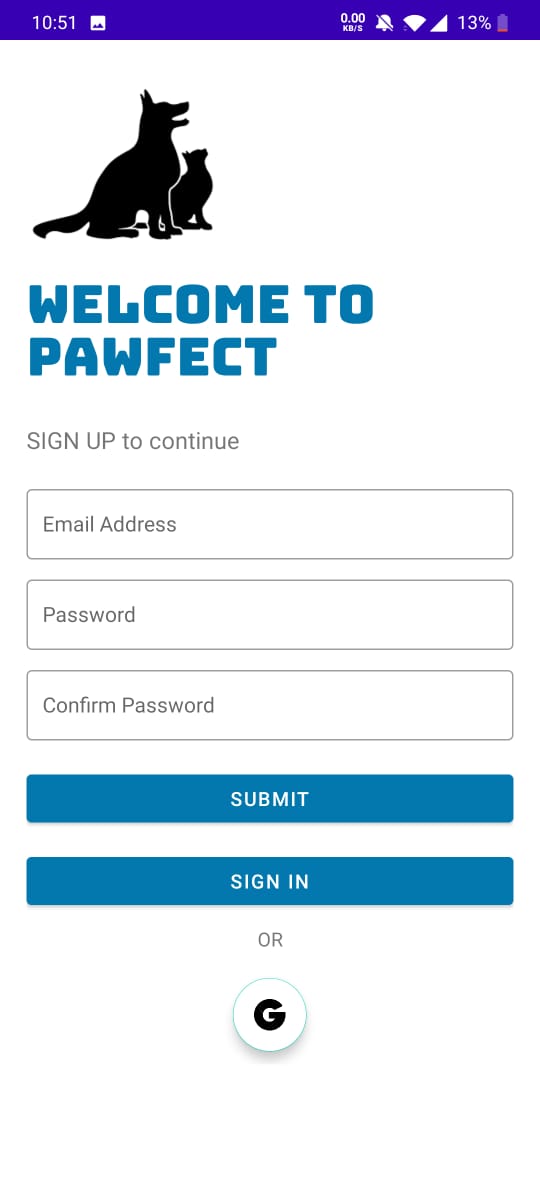 10:51 0.00 KB/S 13%
WELCOME TO
PAWFECT
SIGN UP to continue
Email Address
Password
Confirm Password
SUBMIT
SIGN IN
OR
G